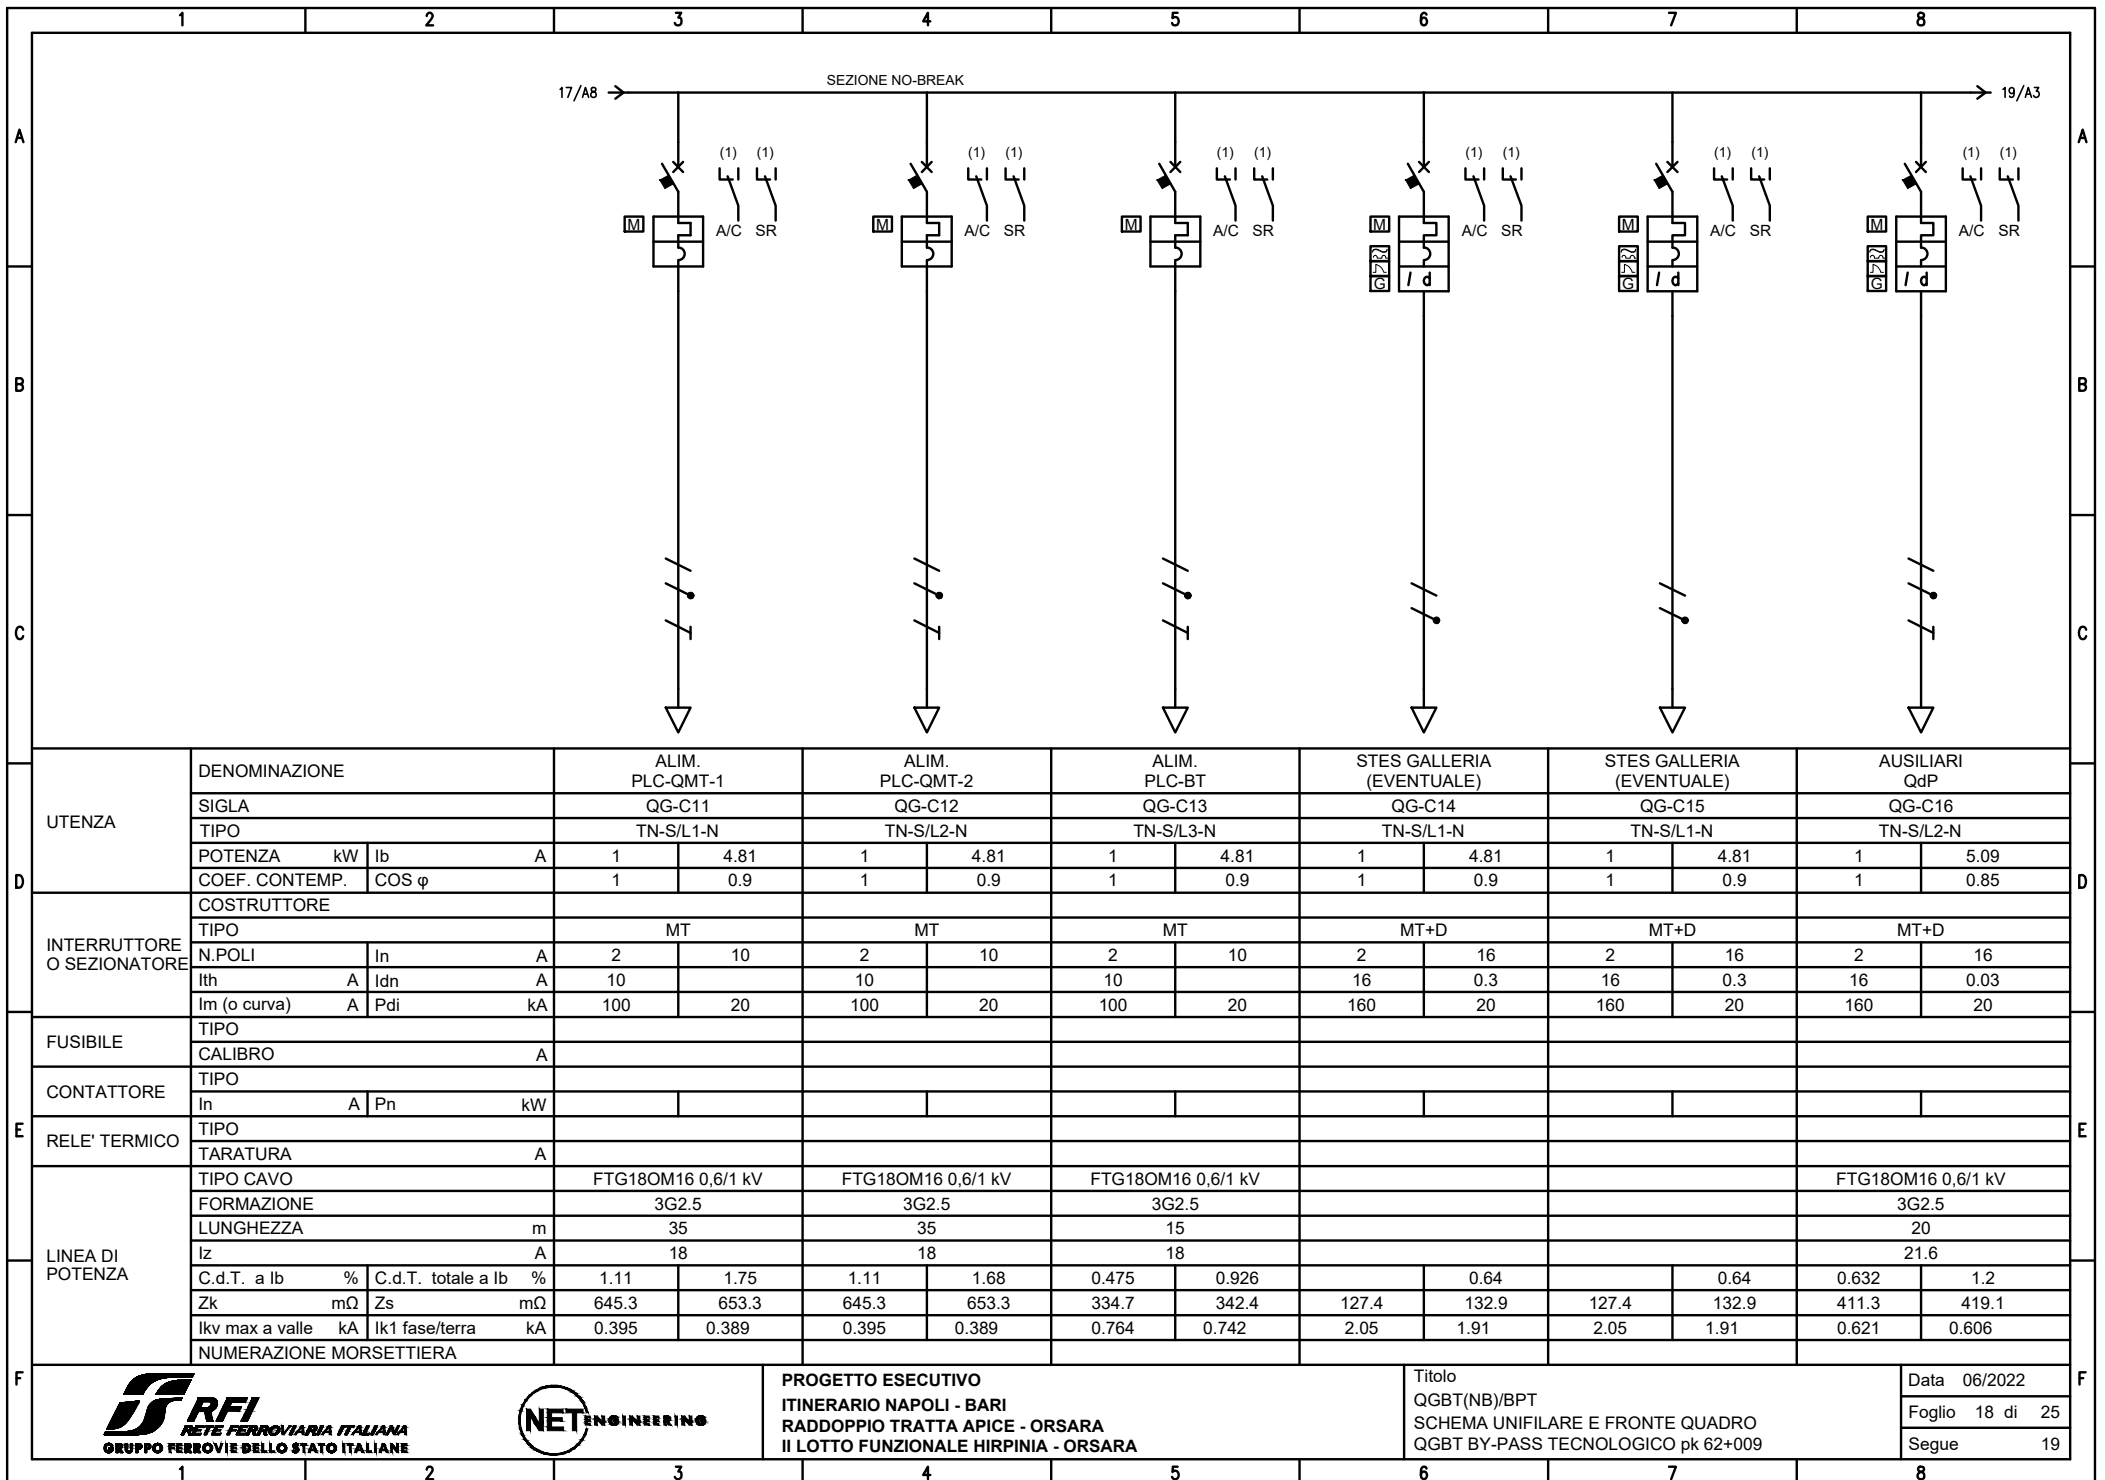 1 2 3 4 5 6 7 8
SEZIONE NO-BREAK
17/A8 19/A3
A A
(1) (1) (1) (1) (1) (1) (1) (1) (1) (1) (1) (1)
M A/C SR M A/C SR M A/C SR M A/C SR M A/C SR M A/C SR
G I d G I d G I d
B B
C C
UTENZA
DENOMINAZIONE
ALIM. PLC-QMT-1
ALIM. PLC-QMT-2
ALIM. PLC-BT
STES GALLERIA (EVENTUALE)
STES GALLERIA (EVENTUALE)
AUSILIARI QdP
SIGLA QG-C11 QG-C12 QG-C13 QG-C14 QG-C15 QG-C16
TIPO TN-S/L1-N TN-S/L2-N TN-S/L3-N TN-S/L1-N TN-S/L1-N TN-S/L2-N
POTENZA kW Ib A 1 4.81 1 4.81 1 4.81 1 4.81 1 4.81 1 5.09
D COEF. CONTEMP. COS φ 1 0.9 1 0.9 1 0.9 1 0.9 1 0.9 1 0.85 D
INTERRUTTORE O SEZIONATORE
COSTRUTTORE
TIPO MT MT MT MT+D MT+D MT+D
N.POLI In A 2 10 2 10 2 10 2 16 2 16 2 16
Ith A Idn A 10 10 10 16 0.3 16 0.3 16 0.03
Im (o curva) A Pdi kA 100 20 100 20 100 20 160 20 160 20 160 20
FUSIBILE
TIPO
CALIBRO A
CONTATTORE
TIPO
In A Pn kW
E E
RELE' TERMICO
TIPO
TARATURA A
LINEA DI POTENZA
TIPO CAVO FTG18OM16 0,6/1 kV FTG18OM16 0,6/1 kV FTG18OM16 0,6/1 kV FTG18OM16 0,6/1 kV
FORMAZIONE 3G2.5 3G2.5 3G2.5 3G2.5
LUNGHEZZA m 35 35 15 20
Iz A 18 18 18 21.6
C.d.T. a Ib % C.d.T. totale a Ib % 1.11 1.75 1.11 1.68 0.475 0.926 0.64 0.64 0.632 1.2
Zk mΩ Zs mΩ 645.3 653.3 645.3 653.3 334.7 342.4 127.4 132.9 127.4 132.9 411.3 419.1
Ikv max a valle kA Ik1 fase/terra kA 0.395 0.389 0.395 0.389 0.764 0.742 2.05 1.91 2.05 1.91 0.621 0.606
NUMERAZIONE MORSETTIERA
F F
RFI
RETE FERROVIARIA ITALIANA
GRUPPO FERROVIE DELLO STATO ITALIANE
NET ENGINEERING
PROGETTO ESECUTIVO
ITINERARIO NAPOLI - BARI
RADDOPPIO TRATTA APICE - ORSARA
II LOTTO FUNZIONALE HIRPINIA - ORSARA
Titolo
QGBT(NB)/BPT
SCHEMA UNIFILARE E FRONTE QUADRO
QGBT BY-PASS TECNOLOGICO pk 62+009
Data 06/2022
Foglio 18 di 25
Segue 19
1 2 3 4 5 6 7 8